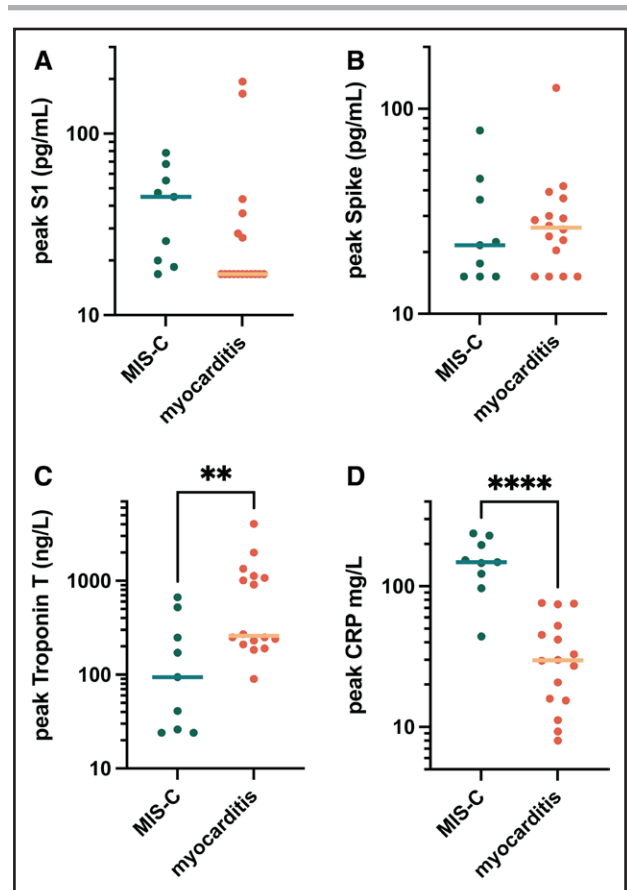 A
peak S1 (pg/mL)
100
10
MIS-C
myocarditis
B
peak Spike (pg/mL)
100
10
MIS-C
myocarditis
C
**
peak Troponin T (ng/L)
1000
100
10
MIS-C
myocarditis
D
****
peak CRP mg/L
100
10
MIS-C
myocarditis